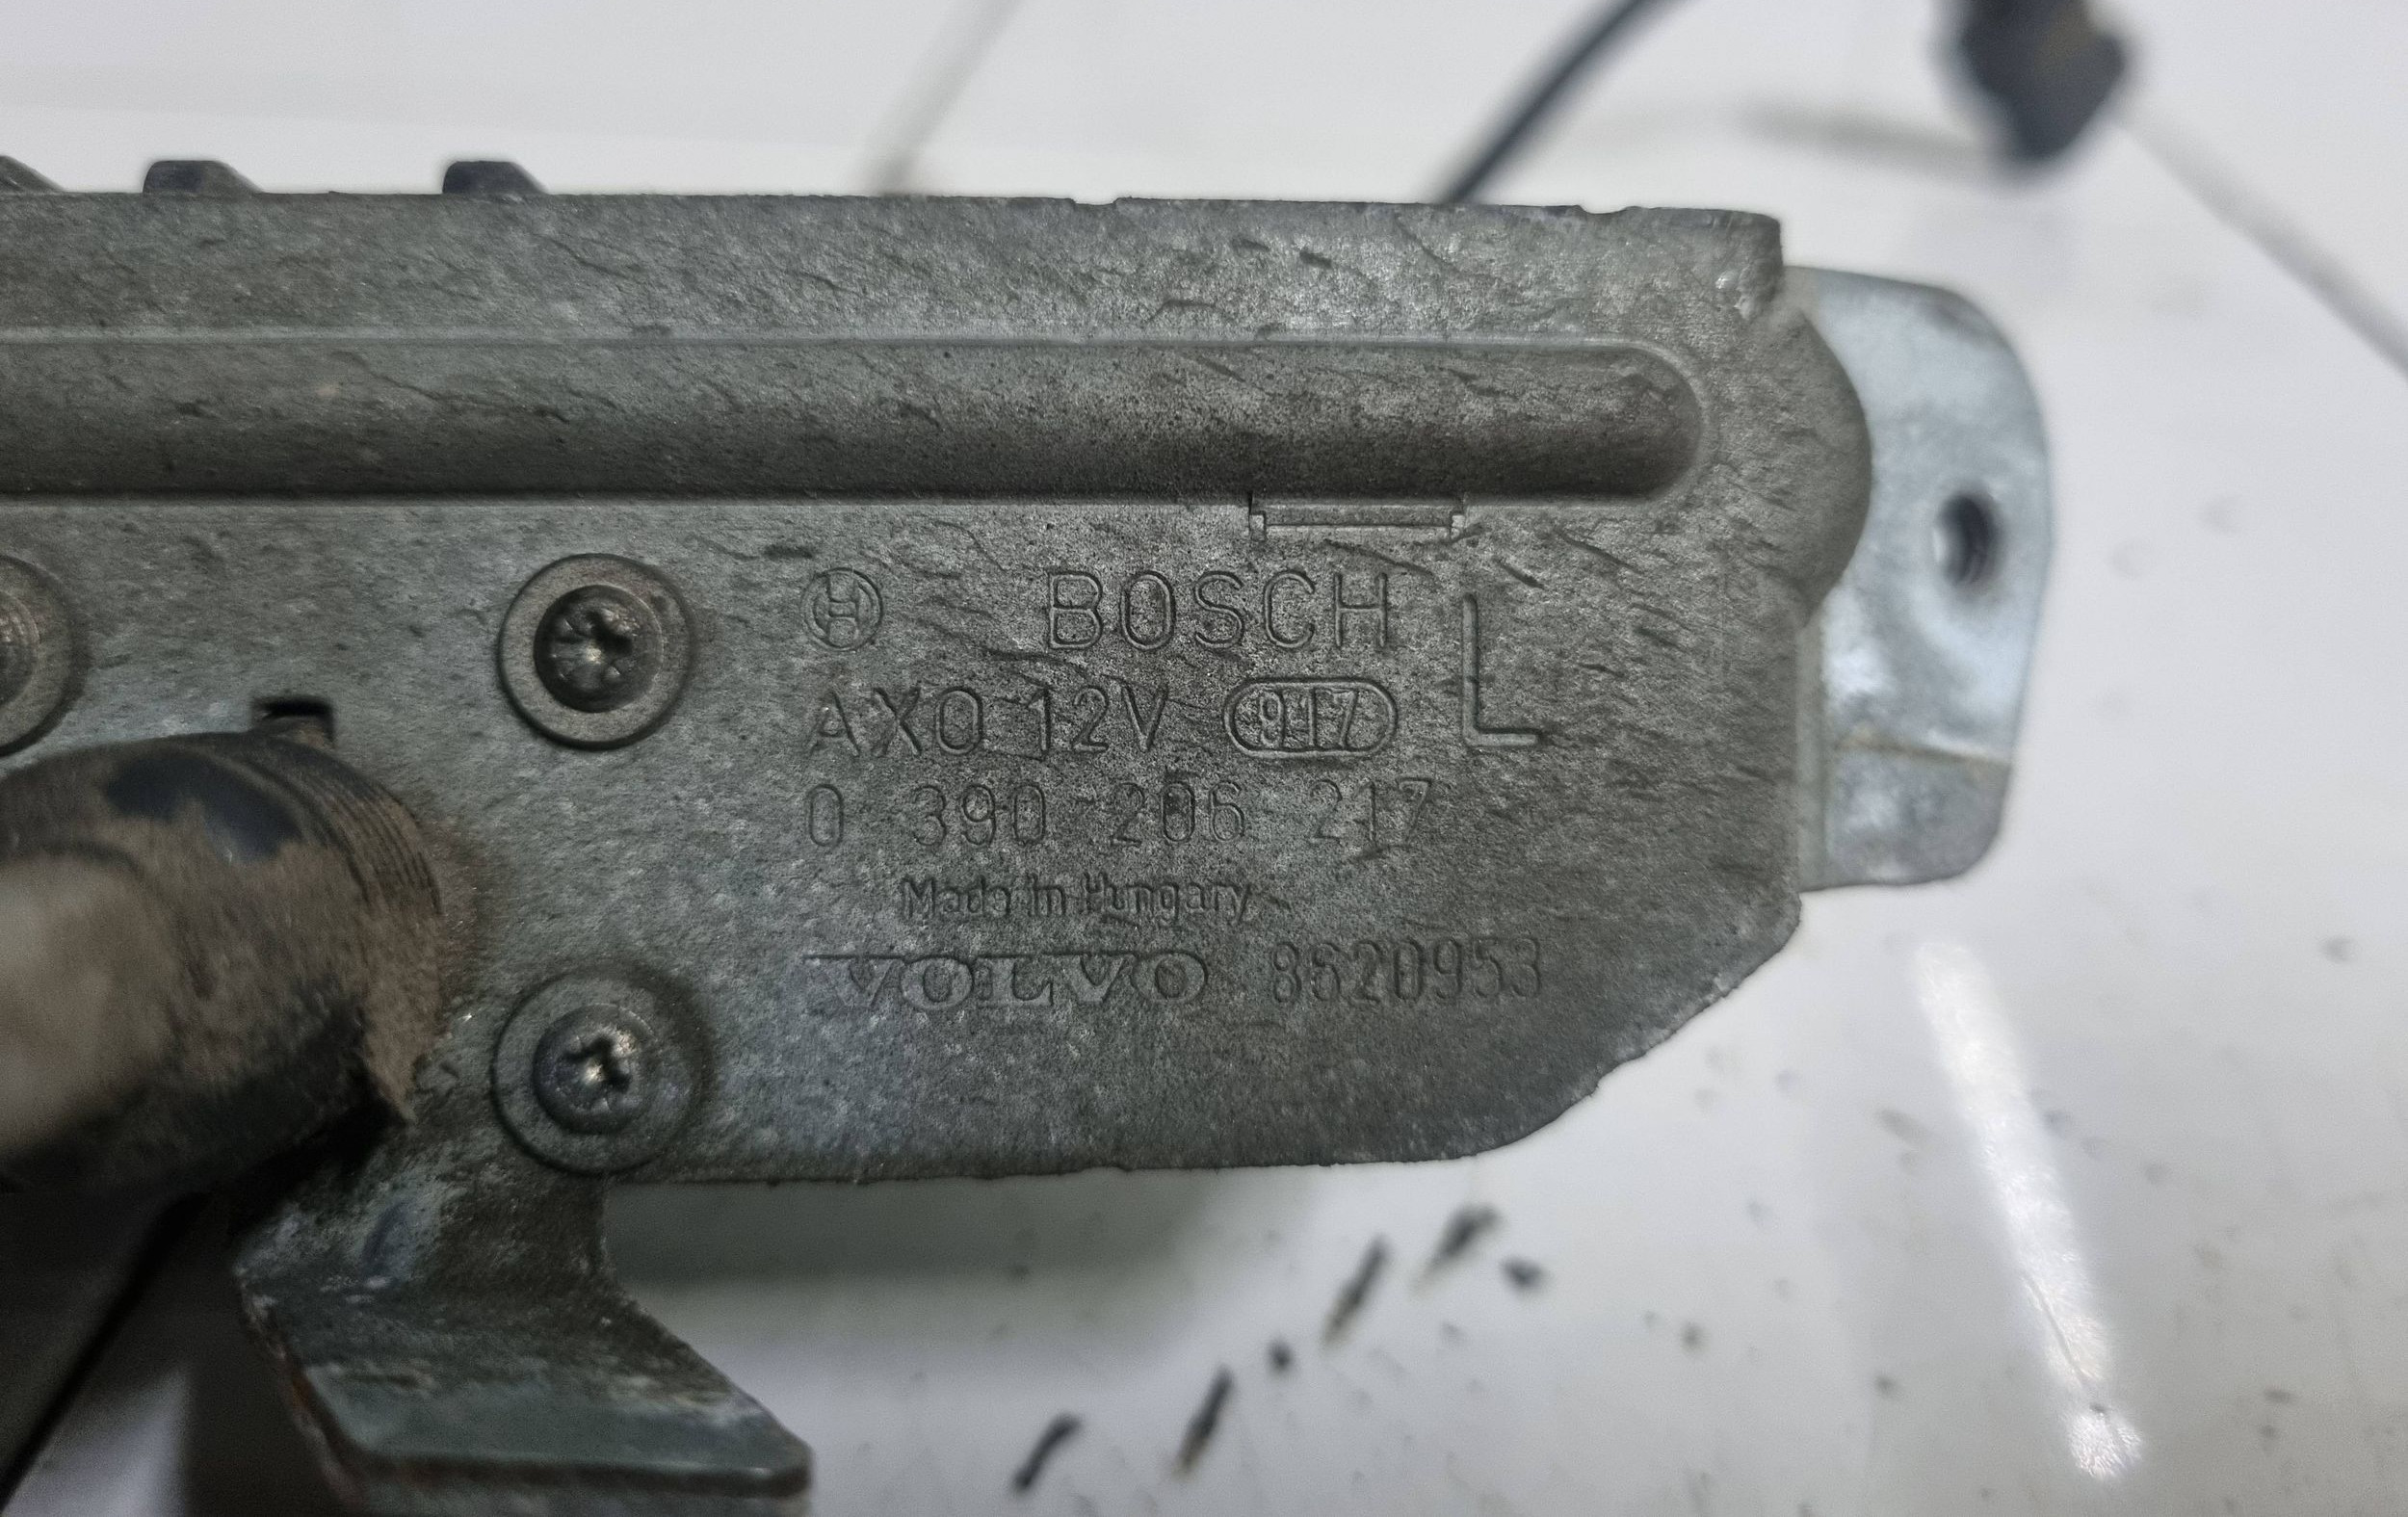 BOSCH L
AXO 12V 917
0 390 206 217
Made in Hungary
VOLVO 8620953